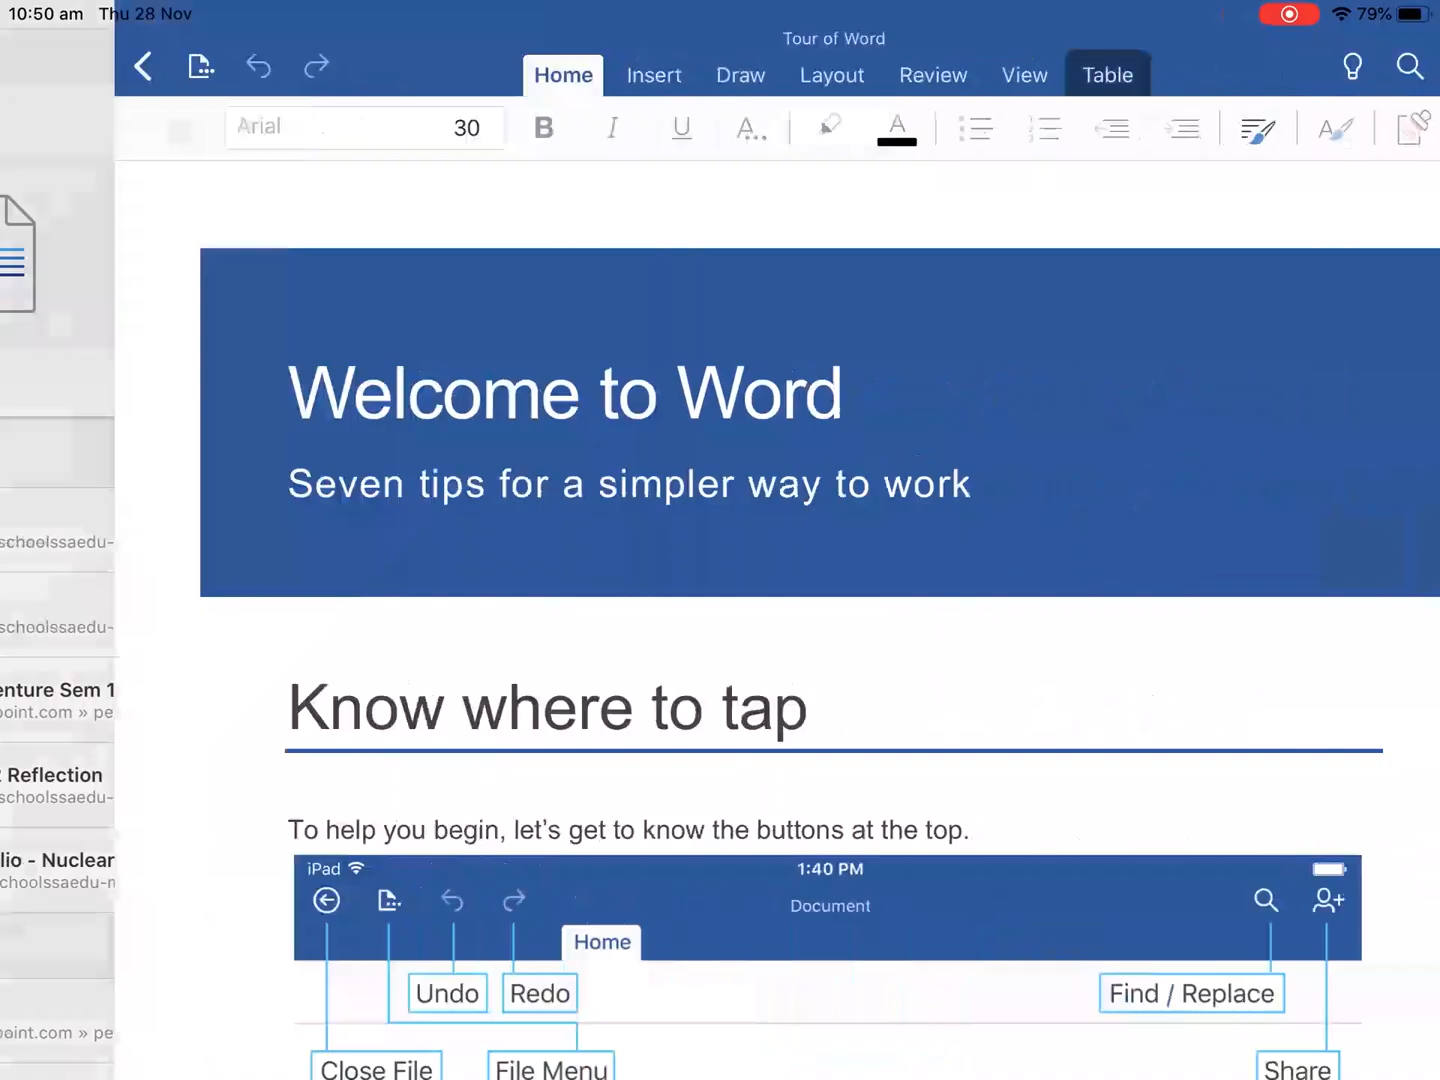 10:50 am Thu 28 Nov
79%
Tour of Word
Home Insert Draw Layout Review View Table
Arial 30 B I U A A A
Welcome to Word
Seven tips for a simpler way to work
schoolssaedu-
schoolssaedu-
enture Sem 1
point.com » pe
Reflection
schoolssaedu-
lio - Nuclear
schoolssaedu-n
point.com » pe
Know where to tap
To help you begin, let’s get to know the buttons at the top.
iPad 1:40 PM
Document
Home
Undo Redo Find / Replace
Close File File Menu Share